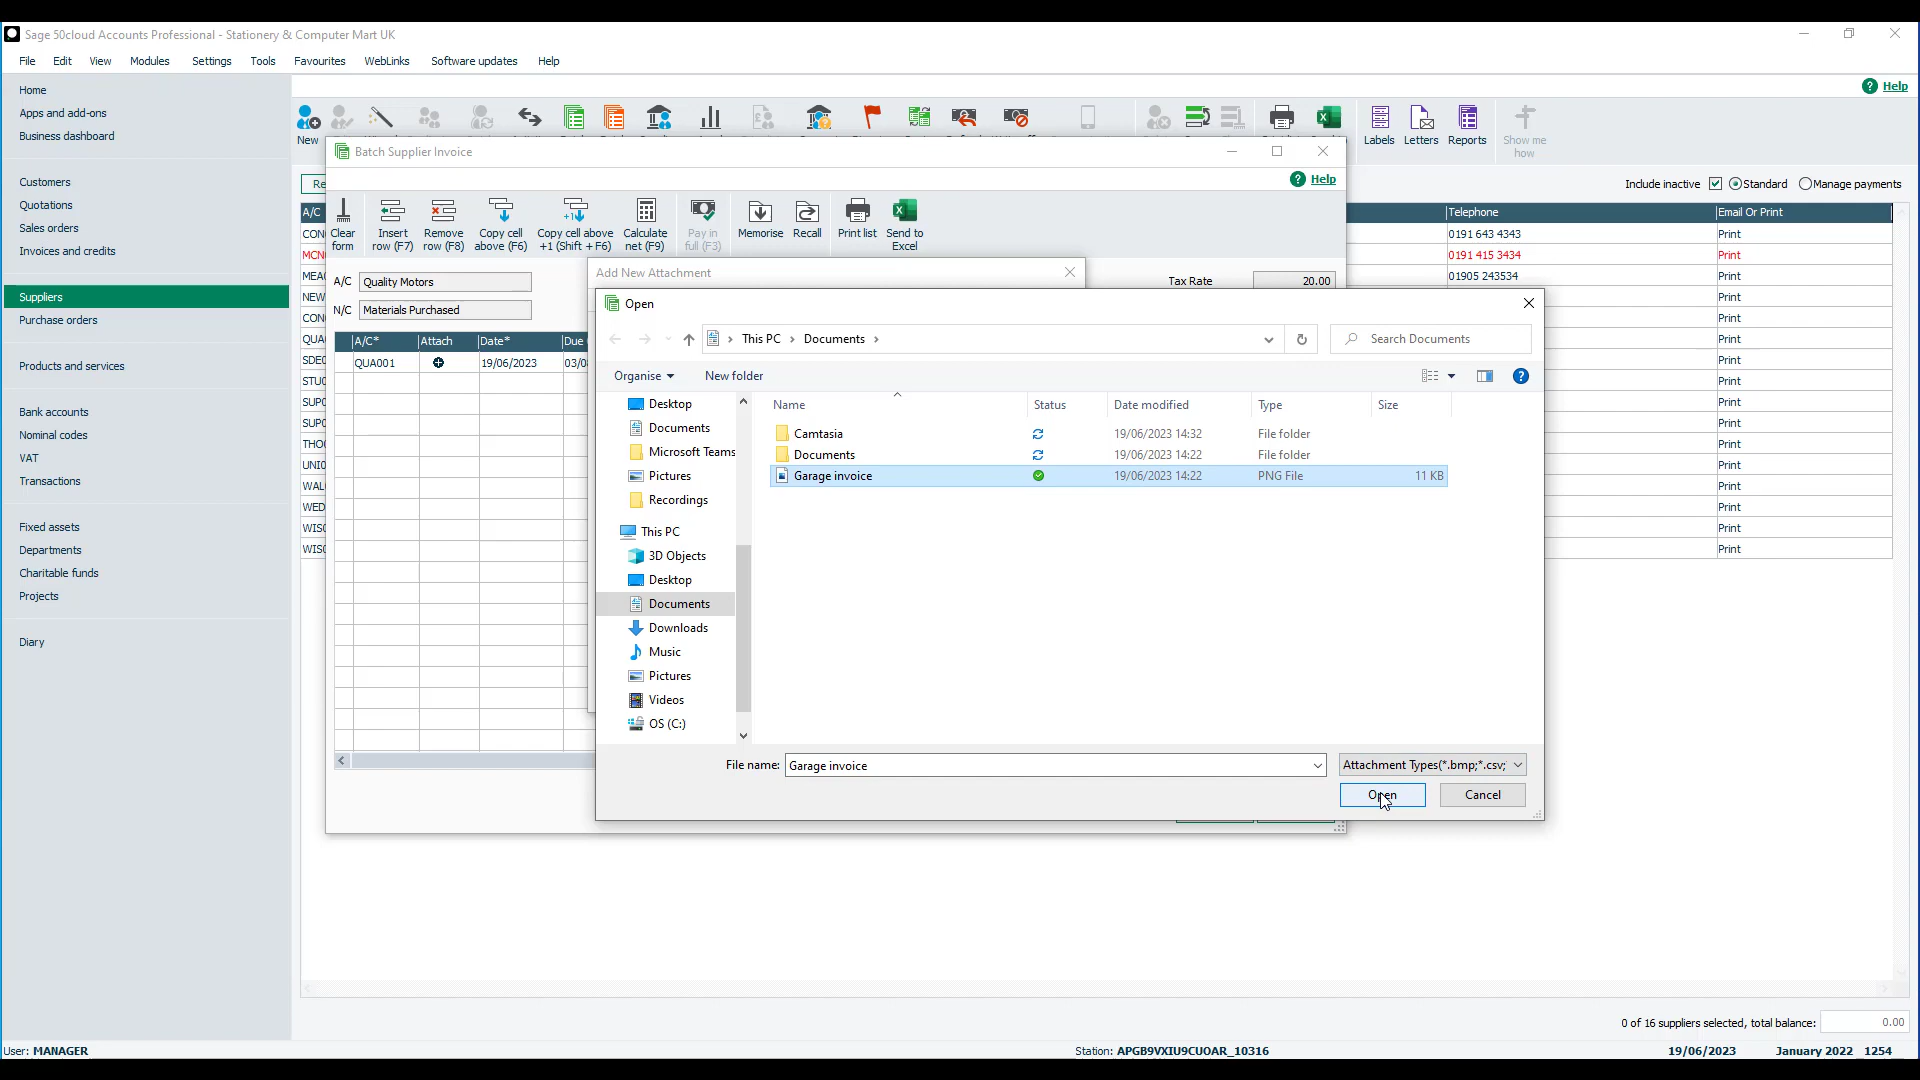 Sage 50cloud Accounts Professional - Stationery & Computer Mart UK
File Edit View Modules Settings Tools Favourites WebLinks Software updates Help
Home
Apps and add-ons
Business dashboard
Customers
Quotations
Sales orders
Invoices and credits
Suppliers
Purchase orders
Products and services
Bank accounts
Nominal codes
VAT
Transactions
Fixed assets
Departments
Charitable funds
Projects
Diary
Help
New
Labels Letters Reports Show me how
Include inactive Standard Manage payments
A/C
Telephone Email Or Print
0191 643 4343 Print
0191 415 3434 Print
01905 243534 Print
Print
Print
Print
Print
Print
Print
Print
Print
Print
Print
Print
Print
Print
Batch Supplier Invoice
Help
Clear form
Insert row (F7)
Remove row (F8)
Copy cell above (F6)
Copy cell above +1 (Shift + F6)
Calculate net (F9)
Pay in full (F3)
Memorise
Recall
Print list
Send to Excel
A/C Quality Motors
Tax Rate 20.00
N/C Materials Purchased
A/C* Attach Date* Due
QUA001 19/06/2023 03/08
Add New Attachment
Open
This PC > Documents >
Search Documents
Organise New folder
Desktop
Documents
Microsoft Teams
Pictures
Recordings
This PC
3D Objects
Desktop
Documents
Downloads
Music
Pictures
Videos
OS (C:)
Name Status Date modified Type Size
Camtasia 19/06/2023 14:32 File folder
Documents 19/06/2023 14:22 File folder
Garage invoice 19/06/2023 14:22 PNG File 11 KB
File name: Garage invoice
Attachment Types(*.bmp;*.csv;
Open Cancel
0 of 16 suppliers selected, total balance: 0.00
User: MANAGER
Station: APGB9VXIU9CUOAR_10316
19/06/2023 January 2022 1254